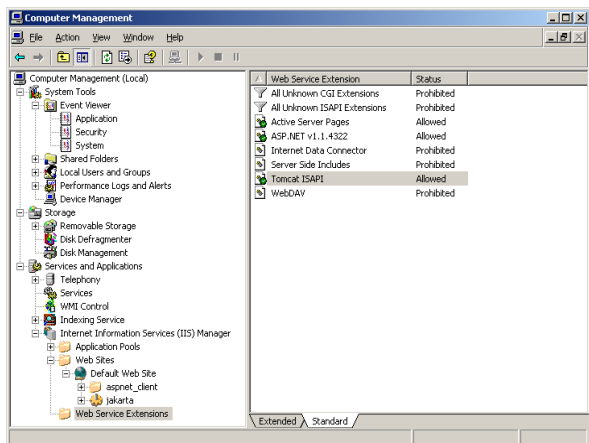 Computer Management
File Action View Window Help
Computer Management (Local)
System Tools
Event Viewer
Application
Security
System
Shared Folders
Local Users and Groups
Performance Logs and Alerts
Device Manager
Storage
Removable Storage
Disk Defragmenter
Disk Management
Services and Applications
Telephony
Services
WMI Control
Indexing Service
Internet Information Services (IIS) Manager
Application Pools
Web Sites
Default Web Site
aspnet_client
jakarta
Web Service Extensions
Web Service Extension Status
All Unknown CGI Extensions Prohibited
All Unknown ISAPI Extensions Prohibited
Active Server Pages Allowed
ASP.NET v1.1.4322 Allowed
Internet Data Connector Prohibited
Server Side Includes Prohibited
Tomcat ISAPI Allowed
WebDAV Prohibited
Extended Standard